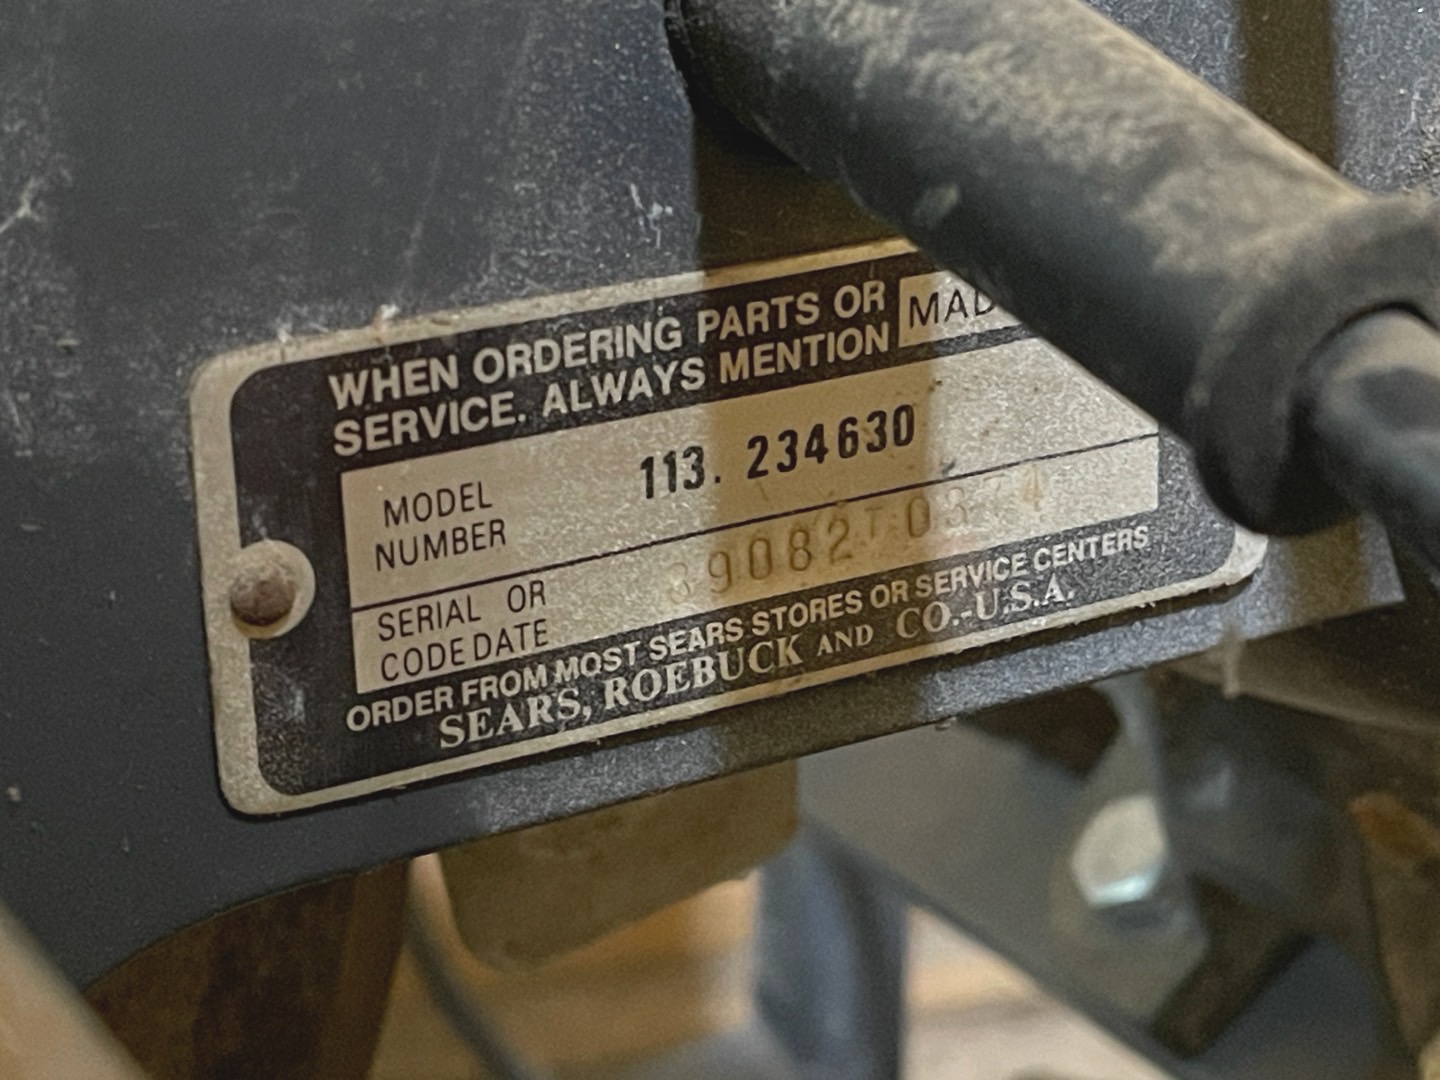 WHEN ORDERING PARTS OR
SERVICE. ALWAYS MENTION
MODEL
NUMBER
113. 234630
SERIAL OR
CODE DATE
ORDER FROM MOST SEARS STORES OR SERVICE CENTERS
SEARS, ROEBUCK AND CO.-U.S.A.